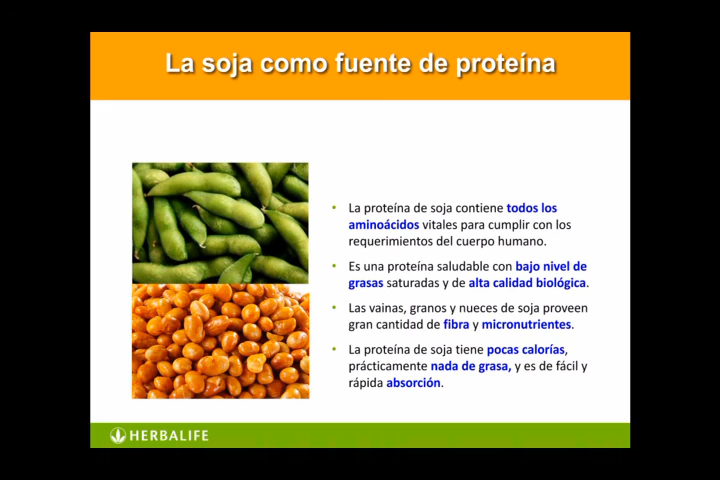 La soja como fuente de proteína
• La proteína de soja contiene todos los
aminoácidos vitales para cumplir con los
requerimientos del cuerpo humano.
• Es una proteína saludable con bajo nivel de
grasas saturadas y de alta calidad biológica.
• Las vainas, granos y nueces de soja proveen
gran cantidad de fibra y micronutrientes.
• La proteína de soja tiene pocas calorías,
prácticamente nada de grasa, y es de fácil y
rápida absorción.
HERBALIFE